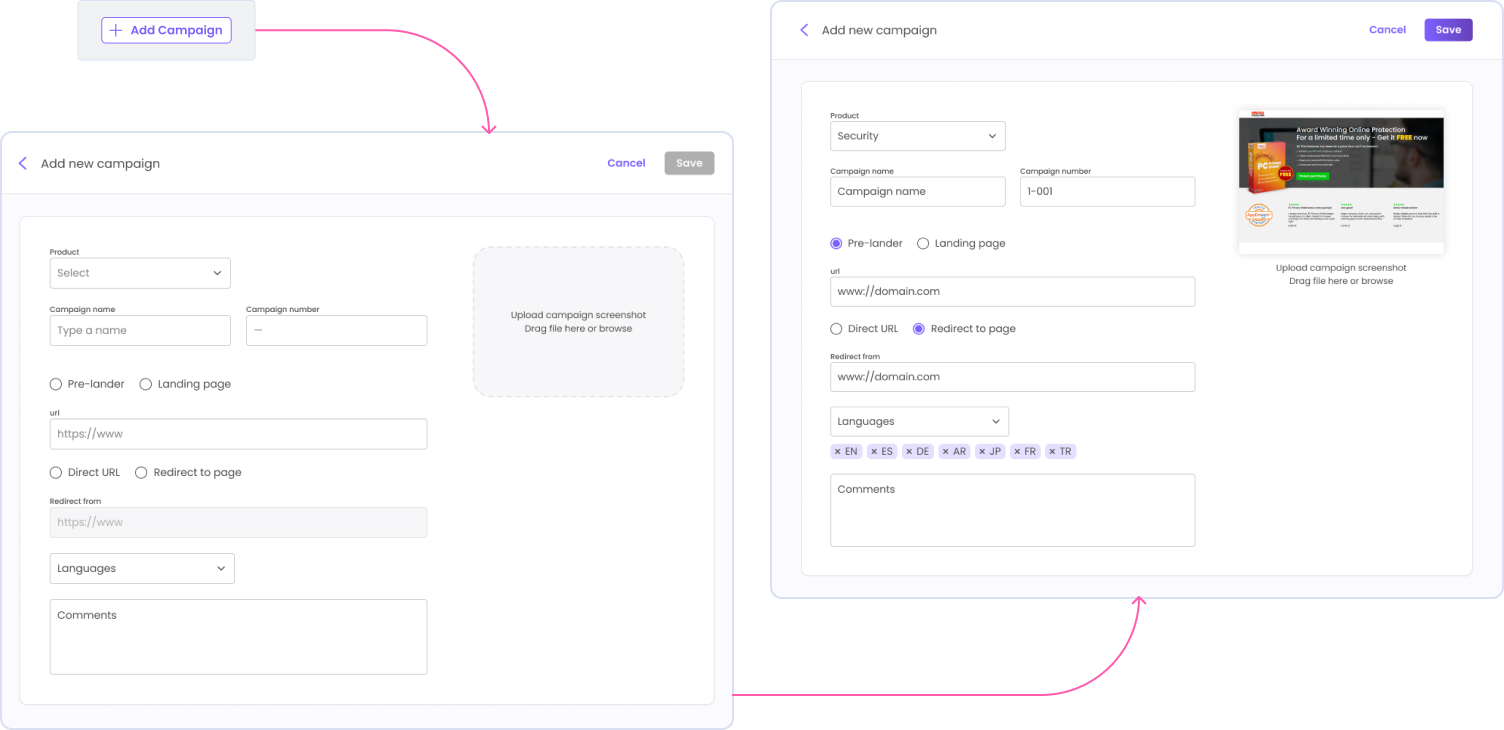 Add Campaign
Add new campaign
Cancel
Save
Product
Select
Campaign name
Campaign number
Type a name
—
Pre-lander
Landing page
url
https://www
Direct URL
Redirect to page
Redirect from
https://www
Languages
Comments
Upload campaign screenshot
Drag file here or browse
Add new campaign
Cancel
Save
Product
Security
Campaign name
Campaign number
Campaign name
1-001
Pre-lander
Landing page
url
www://domain.com
Direct URL
Redirect to page
Redirect from
www://domain.com
Languages
× EN × ES × DE × AR × JP × FR × TR
Comments
Award Winning Online Protection
For a limited time only - Get it FREE now
PC
FREE
Upload campaign screenshot
Drag file here or browse